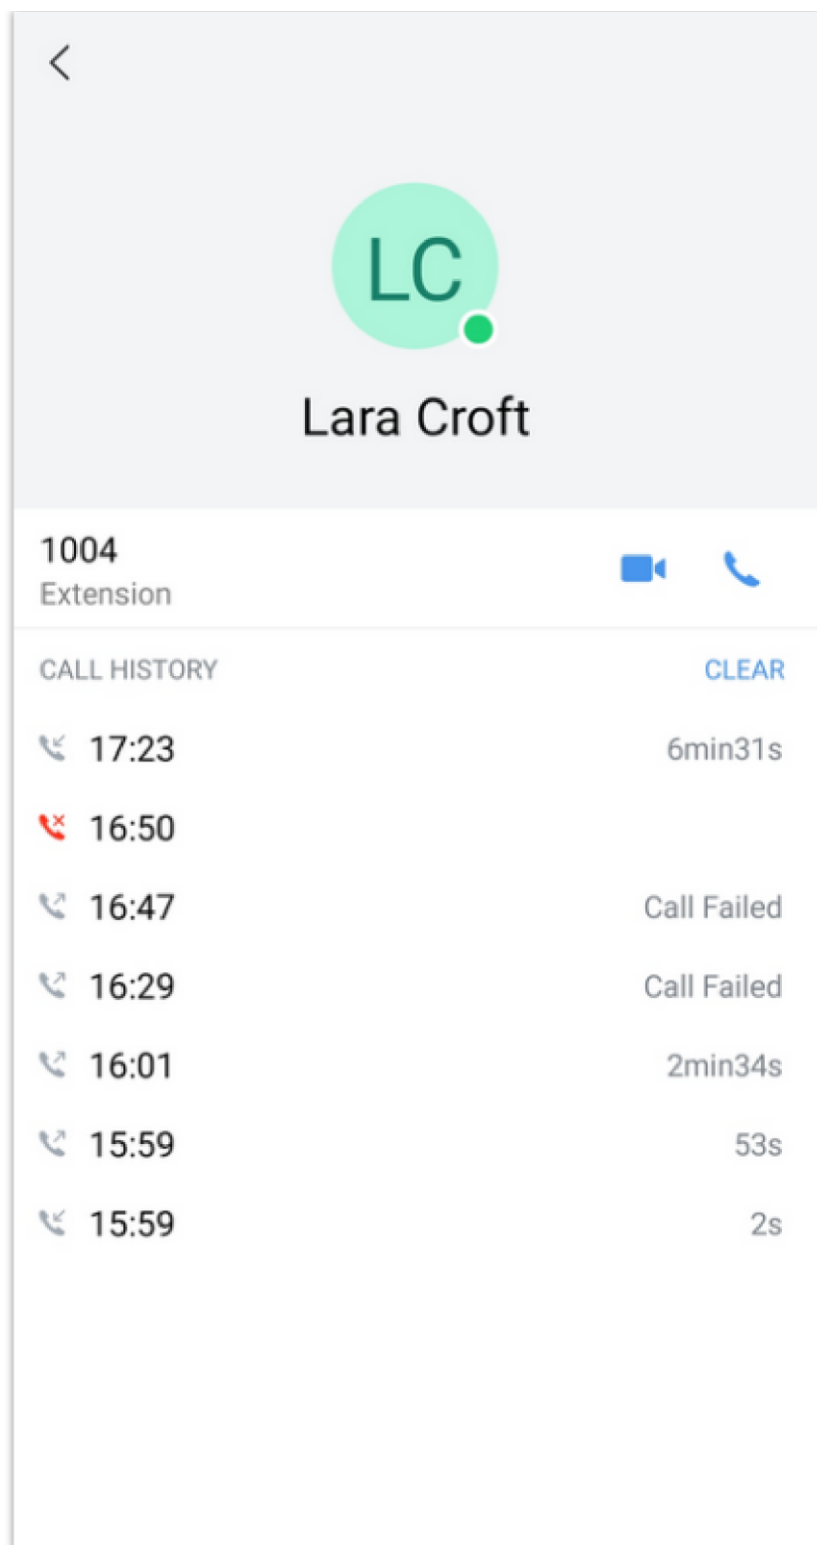 LC
Lara Croft
1004
Extension
CALL HISTORY CLEAR
17:23 6min31s
16:50
16:47 Call Failed
16:29 Call Failed
16:01 2min34s
15:59 53s
15:59 2s